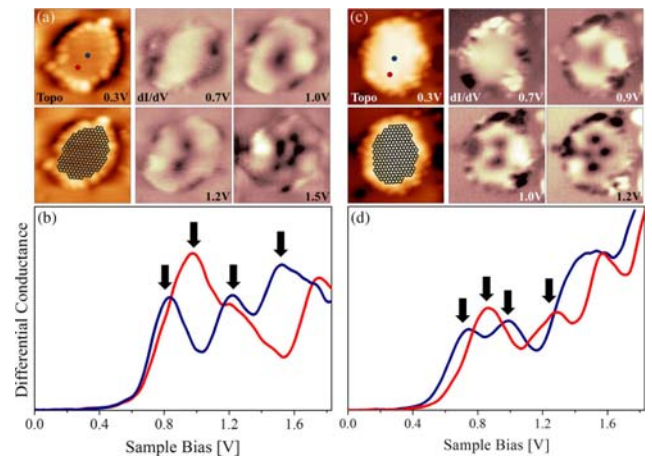 (a)
Topo 0.3V
dI/dV 0.7V
1.0V
1.2V
1.5V
(c)
Topo 0.3V
dI/dV 0.7V
0.9V
1.0V
1.2V
(b)
Differential Conductance
0.0 0.4 0.8 1.2 1.6
Sample Bias [V]
(d)
0.0 0.4 0.8 1.2 1.6
Sample Bias [V]